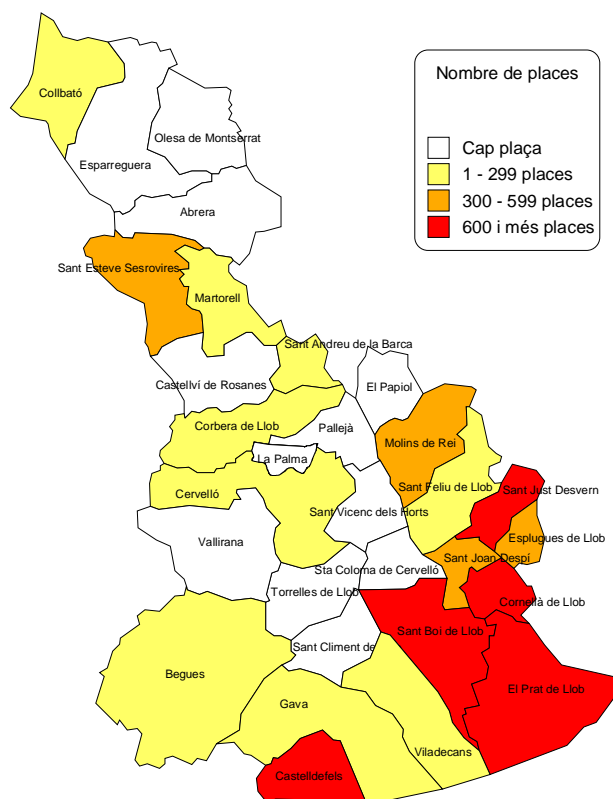 Nombre de places
Cap plaça
1 - 299 places
300 - 599 places
600 i més places
Collbató
Olesa de Montserrat
Esparreguera
Abrera
Sant Esteve Sesrovires
Martorell
Sant Andreu de la Barca
Castellví de Rosanes
El Papiol
Corbera de Llob
Pallejà
Molins de Rei
La Palma
Cervelló
Sant Feliu de Llob
Sant Just Desvern
Sant Vicenc dels Horts
Esplugues de Llob
Vallirana
Sant Joan Despí
Sta Coloma de Cervelló
Torrelles de Llob
Cornellà de Llob
Sant Boi de Llob
Sant Climent de
Begues
El Prat de Llob
Gava
Viladecans
Castelldefels